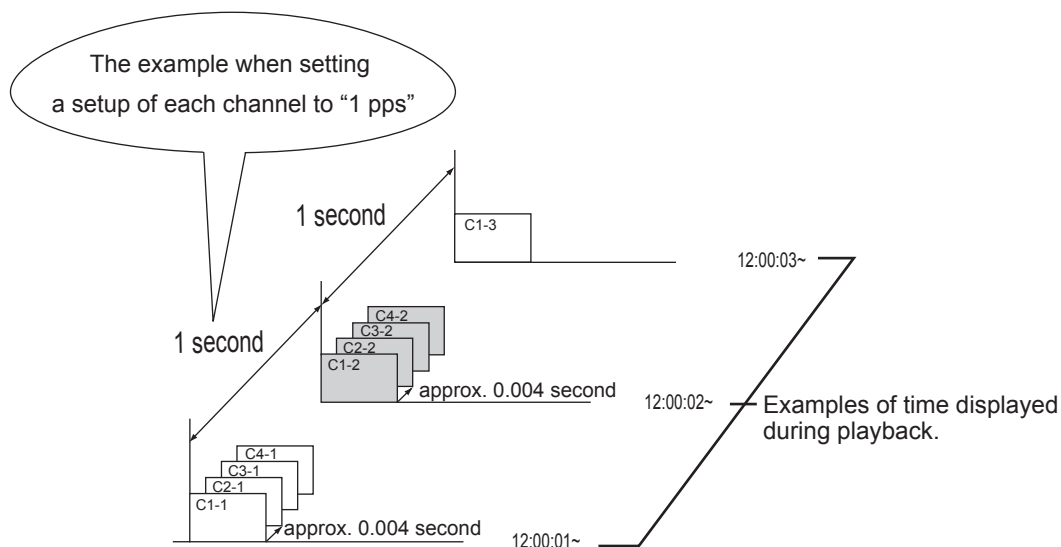 The example when setting
a setup of each channel to “1 pps”
1 second
C1-3
12:00:03~
1 second
C4-2
C3-2
C2-2
C1-2
approx. 0.004 second
12:00:02~
Examples of time displayed
during playback.
C4-1
C3-1
C2-1
C1-1
approx. 0.004 second
12:00:01~